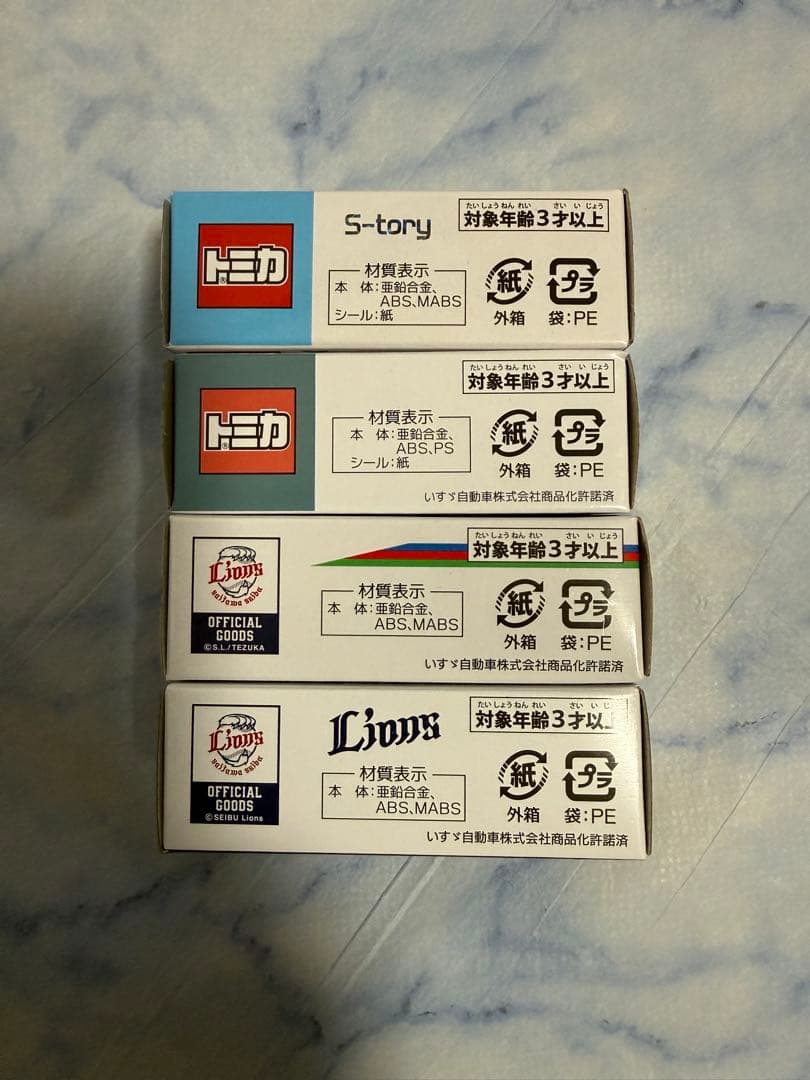 トミカ
®
S-tory
たいしょうねんれい さいいじょう
対象年齢3才以上
材質表示
本 体:亜鉛合金、
ABS、MABS
シール:紙
紙
外箱
プラ
袋:PE
トミカ
®
たいしょうねんれい さいいじょう
対象年齢3才以上
材質表示
本 体:亜鉛合金、
ABS、PS
シール:紙
紙
外箱
プラ
袋:PE
いすゞ自動車株式会社商品化許諾済
Lions
saitama seibu
OFFICIAL
GOODS
©S.L./TEZUKA
たいしょうねんれい さいいじょう
対象年齢3才以上
材質表示
本 体:亜鉛合金、
ABS、MABS
紙
外箱
プラ
袋:PE
いすゞ自動車株式会社商品化許諾済
Lions
saitama seibu
OFFICIAL
GOODS
©SEIBU Lions
Lions
たいしょうねんれい さいいじょ
対象年齢3才以上
材質表示
本 体:亜鉛合金、
ABS、MABS
紙
外箱
プラ
袋:PE
いすゞ自動車株式会社商品化許諾済